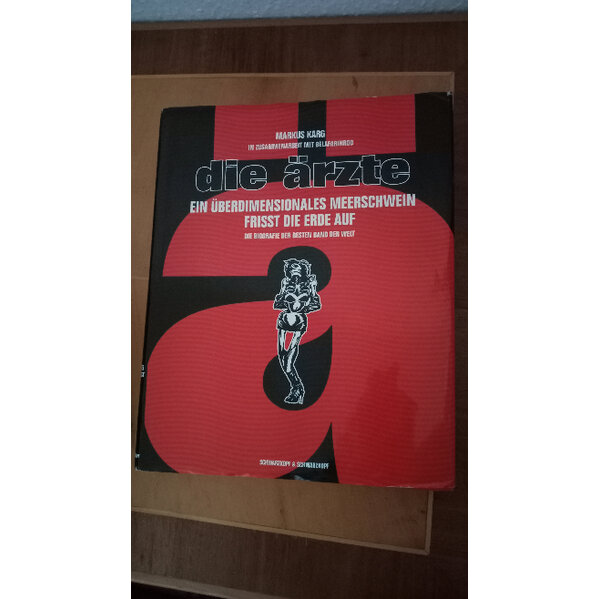 MARKUS KARG
IN ZUSAMMENARBEIT MIT BELAFARINROD
die ärzte
EIN ÜBERDIMENSIONALES MEERSCHWEIN
FRISST DIE ERDE AUF
DIE BIOGRAFIE DER BESTEN BAND DER WELT
ä
SCHWARZKOPF & SCHWARZKOPF